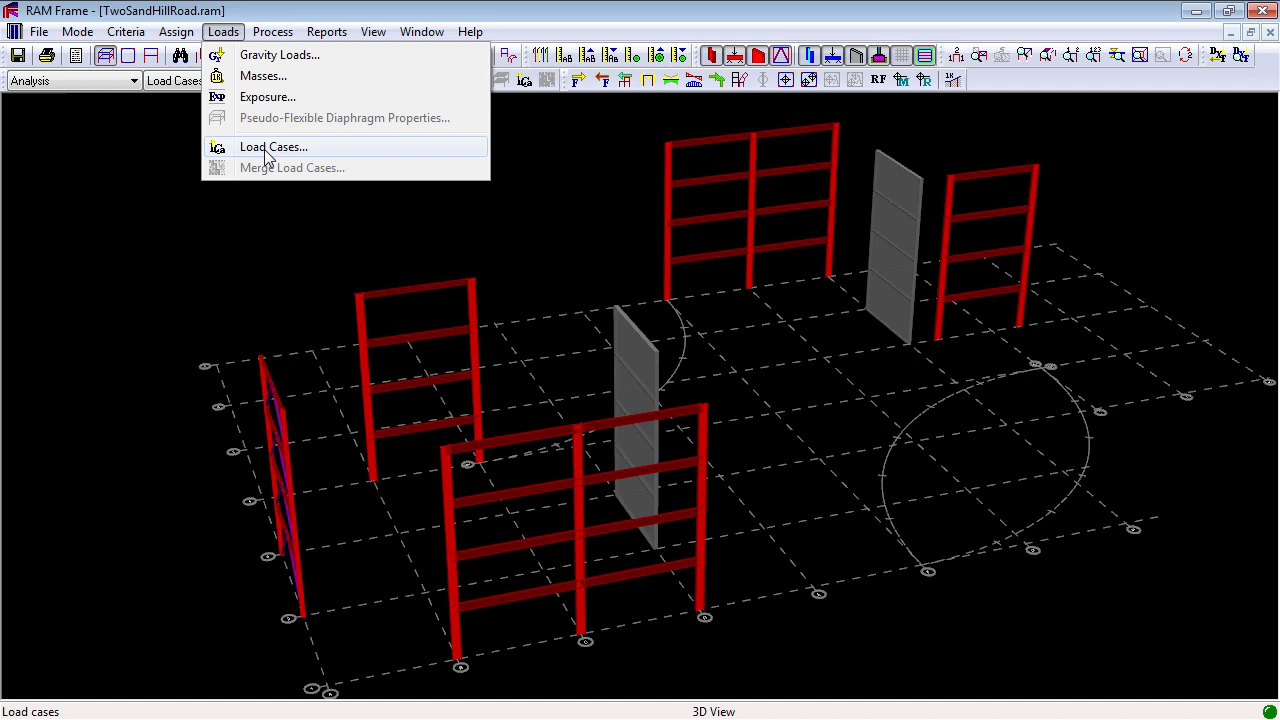 RAM Frame - [TwoSandHillRoad.ram]
File Mode Criteria Assign Loads Process Reports View Window Help
Analysis
Load Cases
RF
Gravity Loads...
Masses...
EXP Exposure...
Pseudo-Flexible Diaphragm Properties...
Load Cases...
Merge Load Cases...
Load cases
3D View